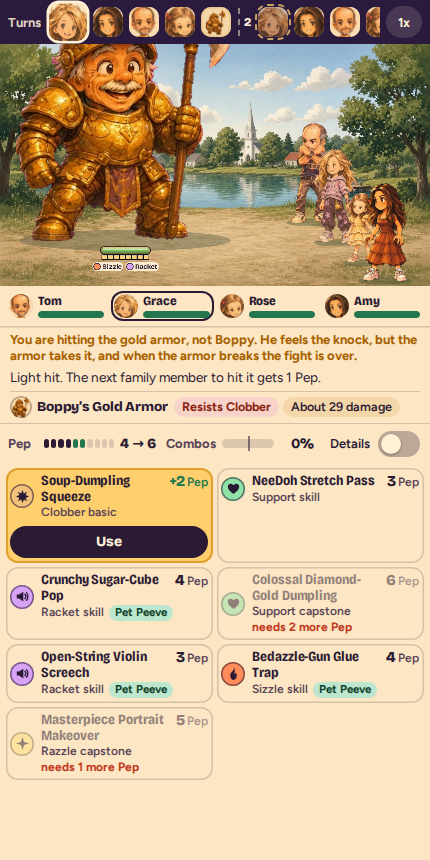 Turns
2
1x
Sizzle Racket
Tom
Grace
Rose
Amy
You are hitting the gold armor, not Boppy. He feels the knock, but the
armor takes it, and when the armor breaks the fight is over.
Light hit. The next family member to hit it gets 1 Pep.
Boppy's Gold Armor Resists Clobber About 29 damage
Pep 4 → 6 Combos 0% Details
Soup-Dumpling
Squeeze
+2 Pep
Clobber basic
Use
NeeDoh Stretch Pass 3 Pep
Support skill
Crunchy Sugar-Cube
Pop
4 Pep
Racket skill Pet Peeve
Colossal Diamond-
Gold Dumpling
6 Pep
Support capstone
needs 2 more Pep
Open-String Violin
Screech
3 Pep
Racket skill Pet Peeve
Bedazzle-Gun Glue
Trap
4 Pep
Sizzle skill Pet Peeve
Masterpiece Portrait
Makeover
5 Pep
Razzle capstone
needs 1 more Pep